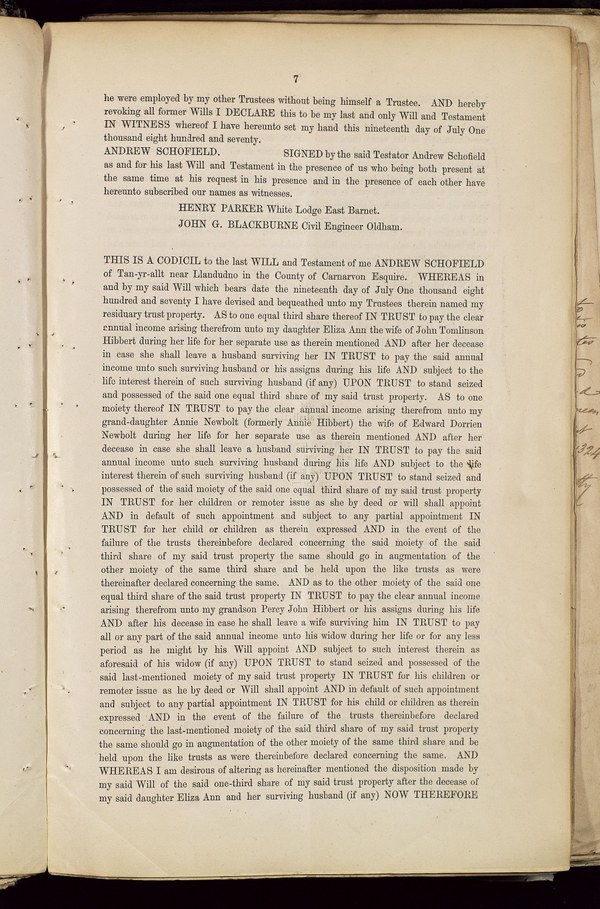 7
he were employed by my other Trustees without being himself a Trustee. AND hereby
revoking all former Wills I DECLARE this to be my last and only Will and Testament
IN WITNESS whereof I have hereunto set my hand this nineteenth day of July One
thousand eight hundred and seventy.
ANDREW SCHOFIELD. SIGNED by the said Testator Andrew Schofield
as and for his last Will and Testament in the presence of us who being both present at
the same time at his request in his presence and in the presence of each other have
hereunto subscribed our names as witnesses.
HENRY PARKER White Lodge East Barnet.
JOHN G. BLACKBURNE Civil Engineer Oldham.
THIS IS A CODICIL to the last WILL and Testament of me ANDREW SCHOFIELD
of Tan-yr-allt near Llandudno in the County of Carnarvon Esquire. WHEREAS in
and by my said Will which bears date the nineteenth day of July One thousand eight
hundred and seventy I have devised and bequeathed unto my Trustees therein named my
residuary trust property. AS to one equal third share thereof IN TRUST to pay the clear
annual income arising therefrom unto my daughter Eliza Ann the wife of John Tomlinson
Hibbert during her life for her separate use as therein mentioned AND after her decease
in case she shall leave a husband surviving her IN TRUST to pay the said annual
income unto such surviving husband or his assigns during his life AND subject to the
life interest therein of such surviving husband (if any) UPON TRUST to stand seized
and possessed of the said one equal third share of my said trust property. AS to one
moiety thereof IN TRUST to pay the clear annual income arising therefrom unto my
grand-daughter Annie Newbolt (formerly Annie Hibbert) the wife of Edward Dorrien
Newbolt during her life for her separate use as therein mentioned AND after her
decease in case she shall leave a husband surviving her IN TRUST to pay the said
annual income unto such surviving husband during his life AND subject to the life
interest therein of such surviving husband (if any) UPON TRUST to stand seized and
possessed of the said moiety of the said one equal third share of my said trust property
IN TRUST for her children or remoter issue as she by deed or will shall appoint
AND in default of such appointment and subject to any partial appointment IN
TRUST for her child or children as therein expressed AND in the event of the
failure of the trusts thereinbefore declared concerning the said moiety of the said
third share of my said trust property the same should go in augmentation of the
other moiety of the same third share and be held upon the like trusts as were
thereinafter declared concerning the same. AND as to the other moiety of the said one
equal third share of the said trust property IN TRUST to pay the clear annual income
arising therefrom unto my grandson Percy John Hibbert or his assigns during his life
AND after his decease in case he shall leave a wife surviving him IN TRUST to pay
all or any part of the said annual income unto his widow during her life or for any less
period as he might by his Will appoint AND subject to such interest therein as
aforesaid of his widow (if any) UPON TRUST to stand seized and possessed of the
said last-mentioned moiety of my said trust property IN TRUST for his children or
remoter issue as he by deed or Will shall appoint AND in default of such appointment
and subject to any partial appointment IN TRUST for his child or children as therein
expressed AND in the event of the failure of the trusts thereinbefore declared
concerning the last-mentioned moiety of the said third share of my said trust property
the same should go in augmentation of the other moiety of the same third share and be
held upon the like trusts as were thereinbefore declared concerning the same. AND
WHEREAS I am desirous of altering as hereinafter mentioned the disposition made by
my said Will of the said one-third share of my said trust property after the decease of
my said daughter Eliza Ann and her surviving husband (if any) NOW THEREFORE